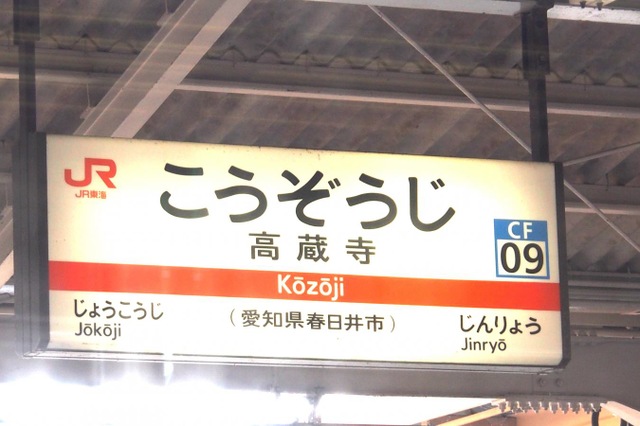 JR
JR東海
こうぞうじ
高蔵寺
CF
09
Kōzōji
じょうこうじ
Jōkōji
(愛知県春日井市)
じんりょう
Jinryō